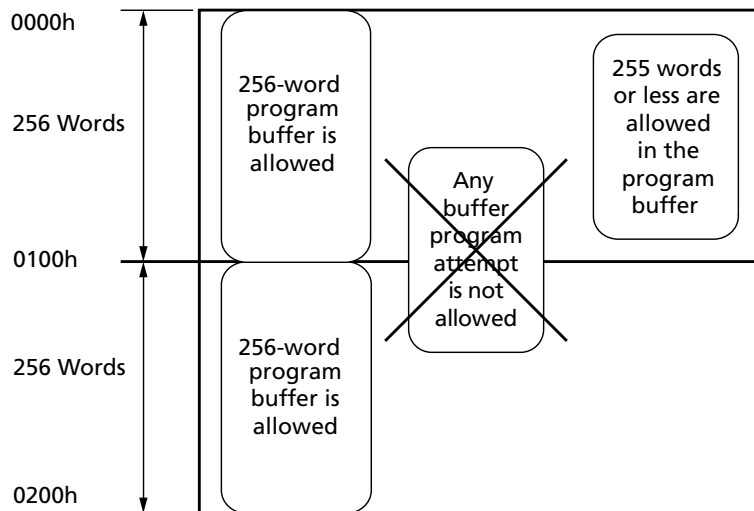 0000h
256 Words
0100h
256 Words
0200h
256-word
program
buffer is
allowed
256-word
program
buffer is
allowed
Any
buffer
program
attempt
is not
allowed
255 words
or less are
allowed
in the
program
buffer